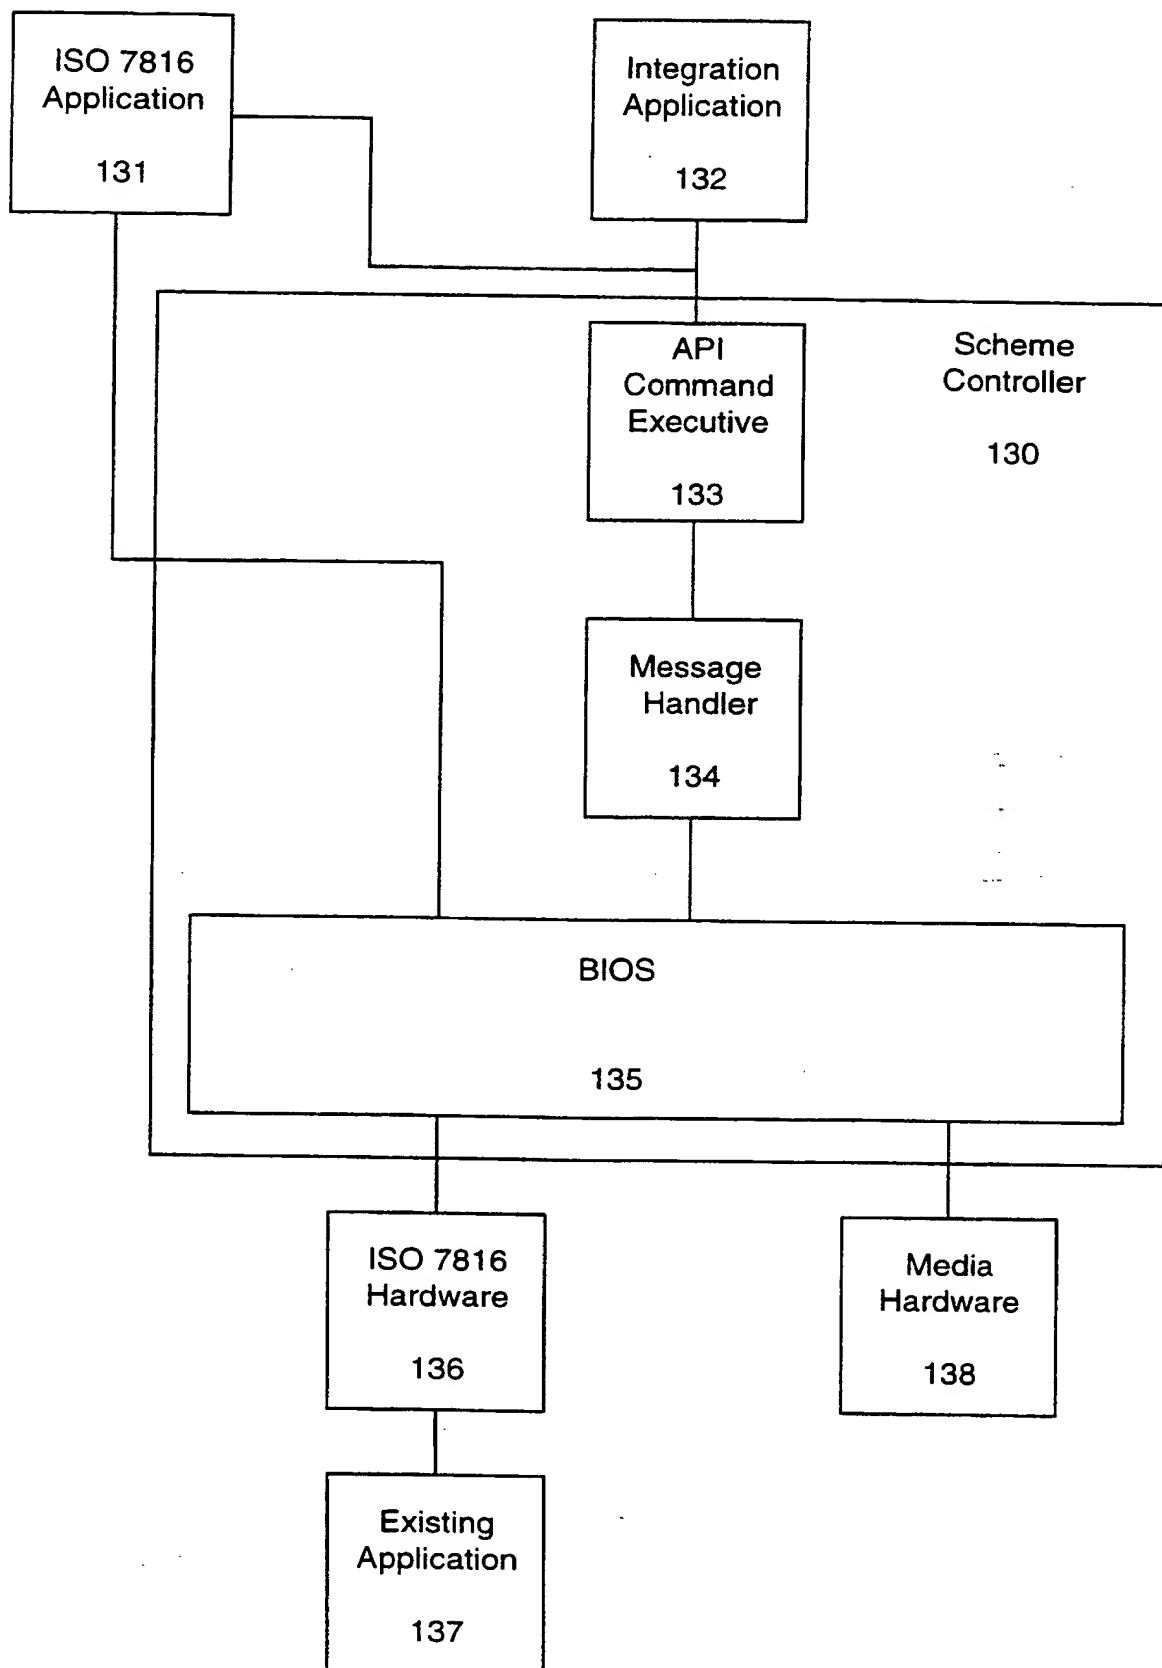 ISO 7816
Application
131
Integration
Application
132
API
Command
Executive
133
Scheme
Controller
130
Message
Handler
134
BIOS
135
ISO 7816
Hardware
136
Media
Hardware
138
Existing
Application
137